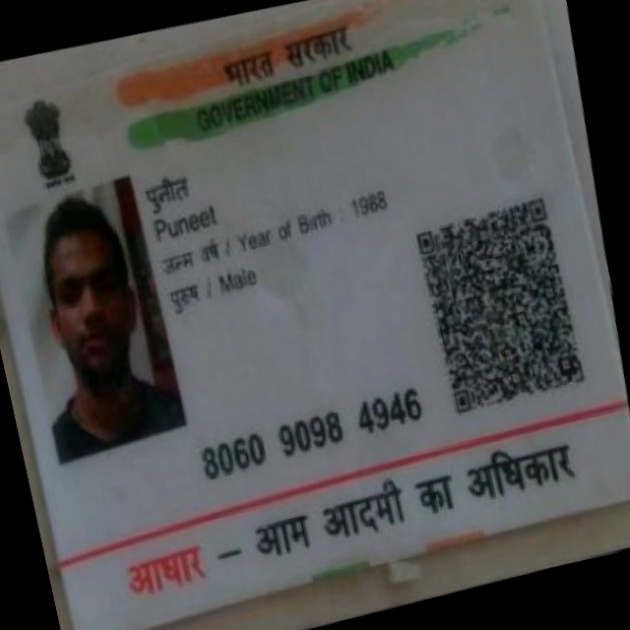 भारत सरकार
GOVERNMENT OF INDIA
पुनीत
Puneet
जन्म वर्ष / Year of Birth : 1988
पुरुष / Male
8060 9098 4946
आधार – आम आदमी का अधिकार